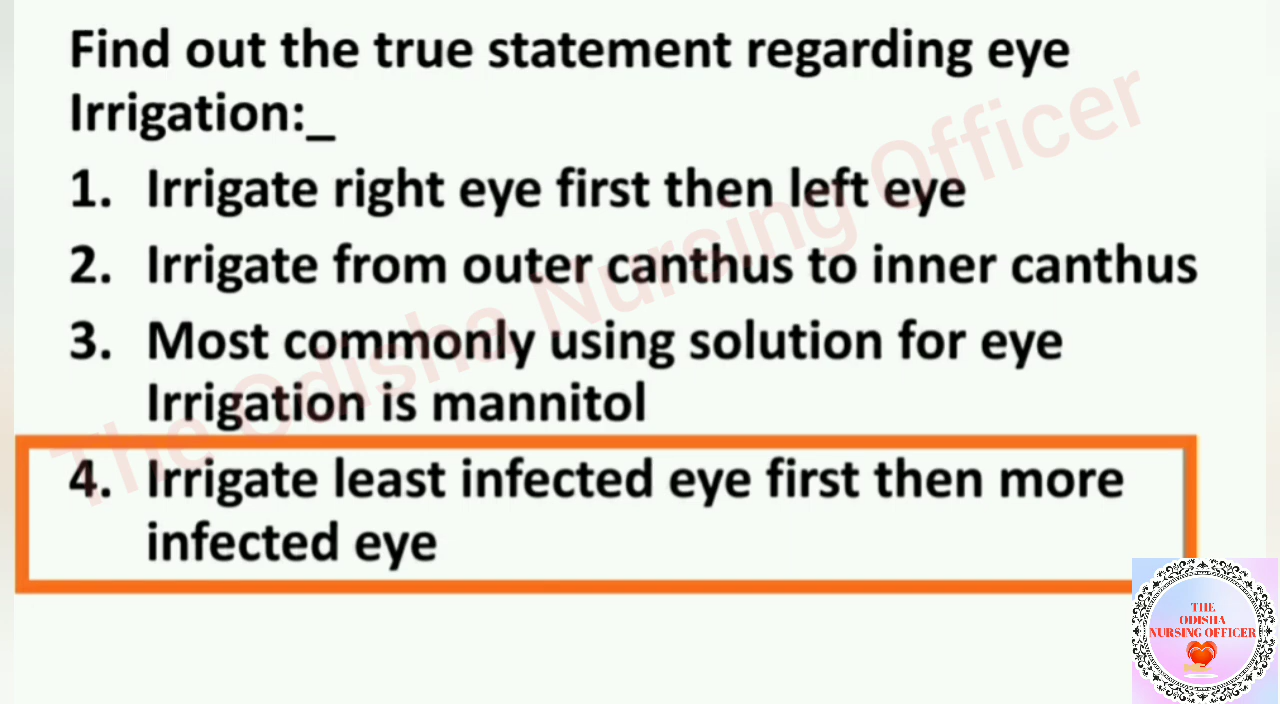 Find out the true statement regarding eye
Irrigation:_
1. Irrigate right eye first then left eye
2. Irrigate from outer canthus to inner canthus
3. Most commonly using solution for eye
Irrigation is mannitol
4. Irrigate least infected eye first then more
infected eye
The Odisha Nursing Officer
THE
ODISHA
NURSING OFFICER